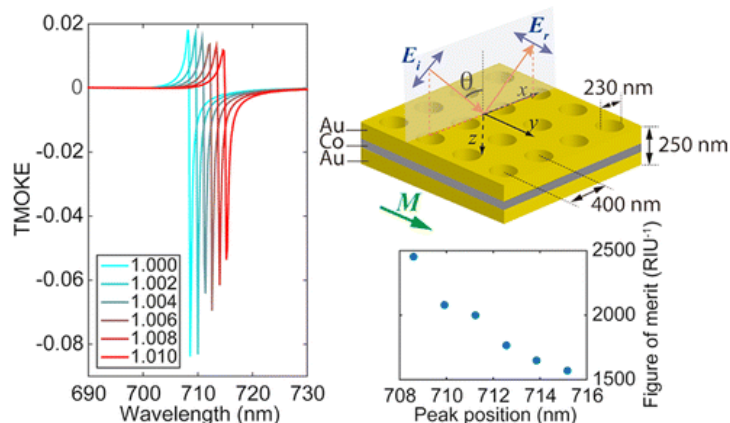 0.02
0
-0.02
-0.04
-0.06
-0.08
TMOKE
1.000
1.002
1.004
1.006
1.008
1.010
690 700 710 720 730
Wavelength (nm)
E_i
E_r
θ
x
y
z
230 nm
Au
Co
Au
250 nm
400 nm
M
2500
2000
1500
Figure of merit (RIU⁻¹)
708 710 712 714 716
Peak position (nm)